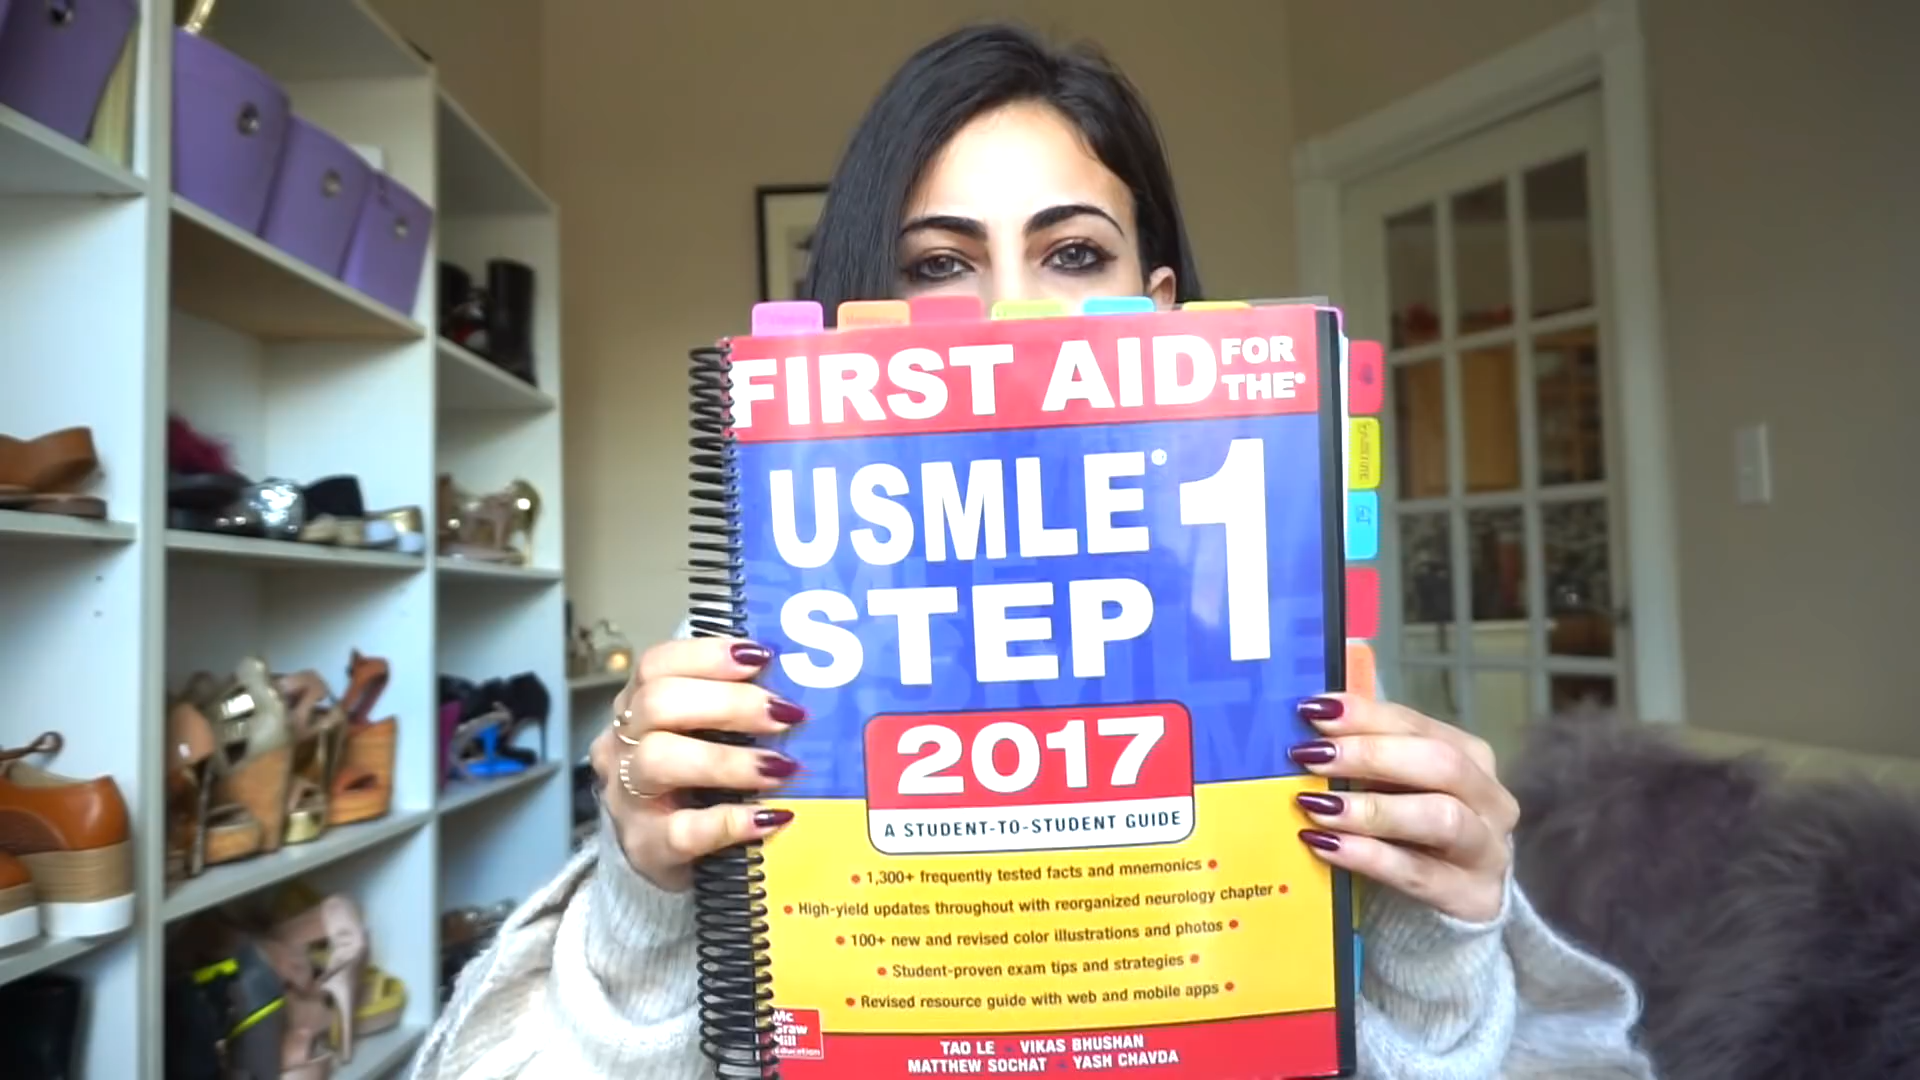 FIRST AID FOR THE®
USMLE®
STEP 1
2017
A STUDENT-TO-STUDENT GUIDE
• 1,300+ frequently tested facts and mnemonics •
• High-yield updates throughout with reorganized neurology chapter •
• 100+ new and revised color illustrations and photos •
• Student-proven exam tips and strategies •
• Revised resource guide with web and mobile apps •
Mc
Graw
Hill
Education
TAO LE • VIKAS BHUSHAN
MATTHEW SOCHAT • YASH CHAVDA
GI